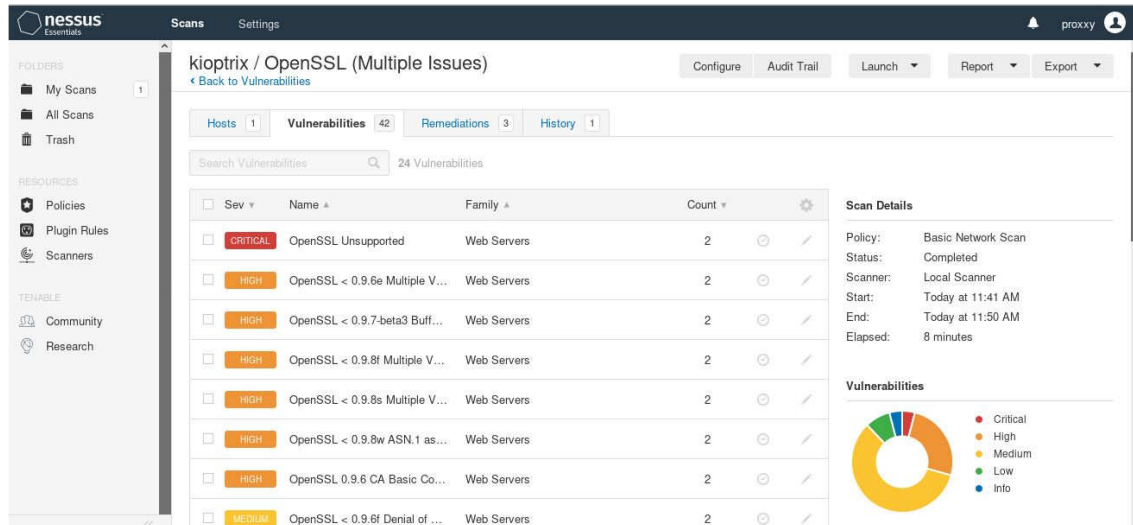 nessus
Essentials
Scans Settings
proxxy
FOLDERS
My Scans 1
All Scans
Trash
RESOURCES
Policies
Plugin Rules
Scanners
TENABLE
Community
Research
kioptrix / OpenSSL (Multiple Issues)
Back to Vulnerabilities
Configure Audit Trail Launch Report Export
Hosts 1 Vulnerabilities 42 Remediations 3 History 1
Search Vulnerabilities 24 Vulnerabilities
Sev Name Family Count
CRITICAL OpenSSL Unsupported Web Servers 2
HIGH OpenSSL < 0.9.6e Multiple V... Web Servers 2
HIGH OpenSSL < 0.9.7-beta3 Buff... Web Servers 2
HIGH OpenSSL < 0.9.8f Multiple V... Web Servers 2
HIGH OpenSSL < 0.9.8s Multiple V... Web Servers 2
HIGH OpenSSL < 0.9.8w ASN.1 as... Web Servers 2
HIGH OpenSSL 0.9.6 CA Basic Co... Web Servers 2
MEDIUM OpenSSL < 0.9.6f Denial of ... Web Servers 2
Scan Details
Policy: Basic Network Scan
Status: Completed
Scanner: Local Scanner
Start: Today at 11:41 AM
End: Today at 11:50 AM
Elapsed: 8 minutes
Vulnerabilities
Critical
High
Medium
Low
Info